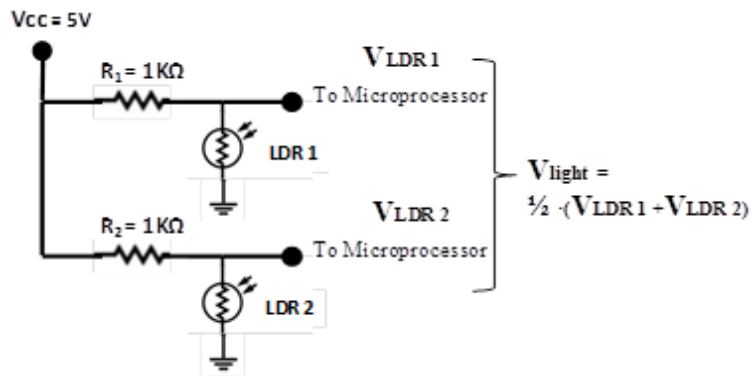 Vcc = 5V
R1 = 1KΩ
VLDR 1
To Microprocessor
LDR 1
Vlight =
½ ·(VLDR 1 +VLDR 2)
R2 = 1KΩ
VLDR 2
To Microprocessor
LDR 2